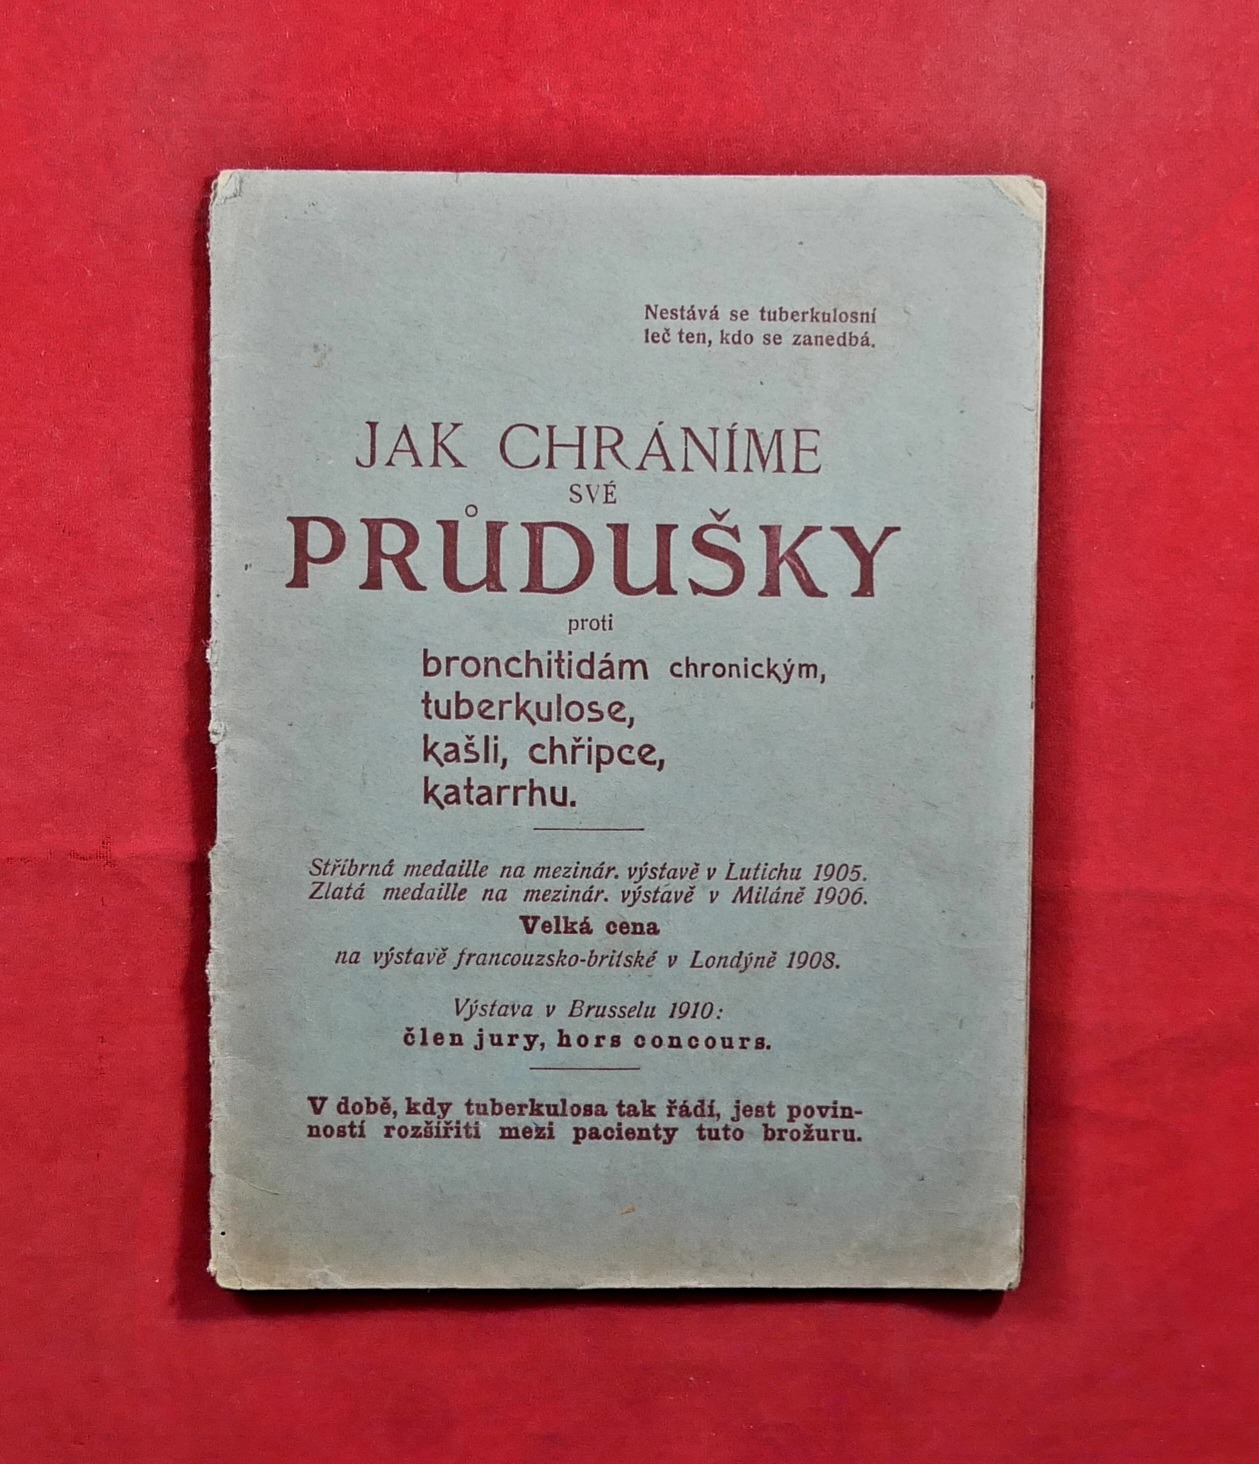 Nestává se tuberkulosní
leč ten, kdo se zanedbá.
JAK CHRÁNÍME
SVÉ
PRŮDUŠKY
proti
bronchitidám chronickým,
tuberkulose,
kašli, chřipce,
katarrhu.
Stříbrná medaille na mezinár. výstavě v Lutichu 1905.
Zlatá medaille na mezinár. výstavě v Miláně 1906.
Velká cena
na výstavě francouzsko-britské v Londýně 1908.
Výstava v Brusselu 1910:
člen jury, hors concours.
V době, kdy tuberkulosa tak řádí, jest povin-
ností rozšířiti mezi pacienty tuto brožuru.